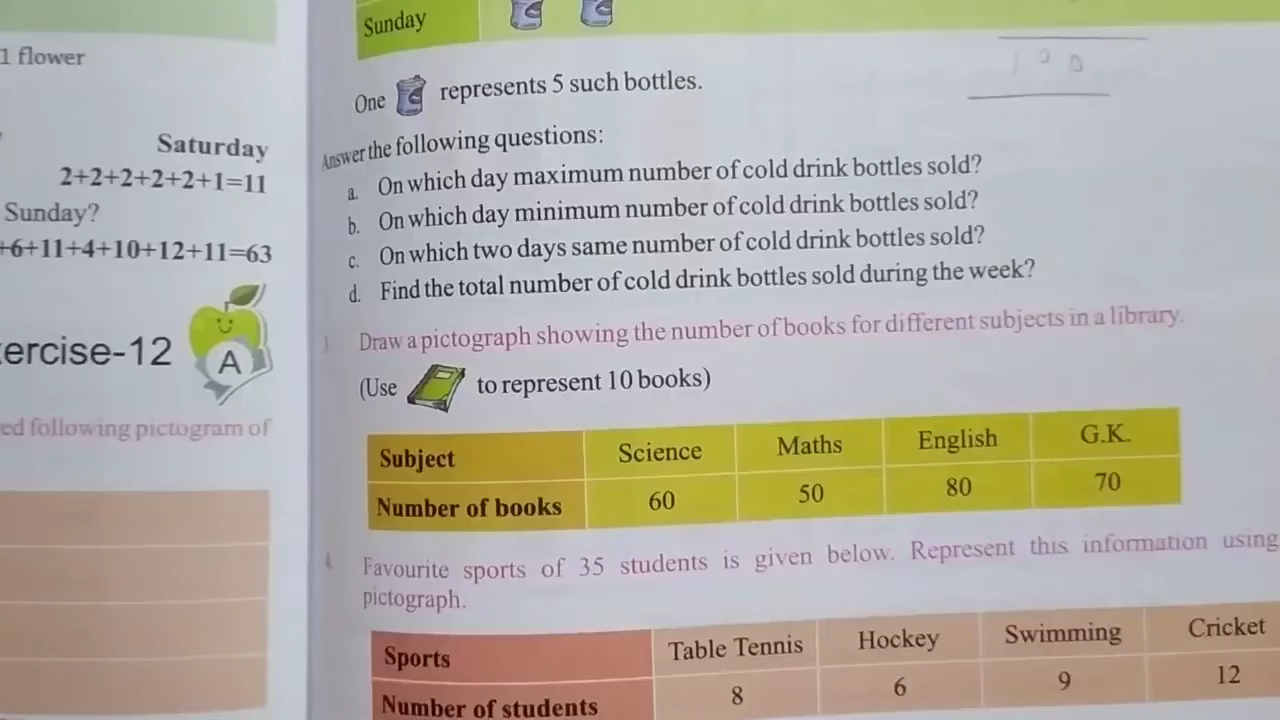 1 flower
Saturday
2+2+2+2+2+1=11
Sunday?
+6+11+4+10+12+11=63
ercise-12
A
ed following pictogram of
Sunday
100
One represents 5 such bottles.
Answer the following questions:
a. On which day maximum number of cold drink bottles sold?
b. On which day minimum number of cold drink bottles sold?
c. On which two days same number of cold drink bottles sold?
d. Find the total number of cold drink bottles sold during the week?
3 Draw a pictograph showing the number of books for different subjects in a library.
(Use to represent 10 books)
Subject Science Maths English G.K.
Number of books 60 50 80 70
4. Favourite sports of 35 students is given below. Represent this information using
pictograph.
Sports Table Tennis Hockey Swimming Cricket
Number of students 8 6 9 12